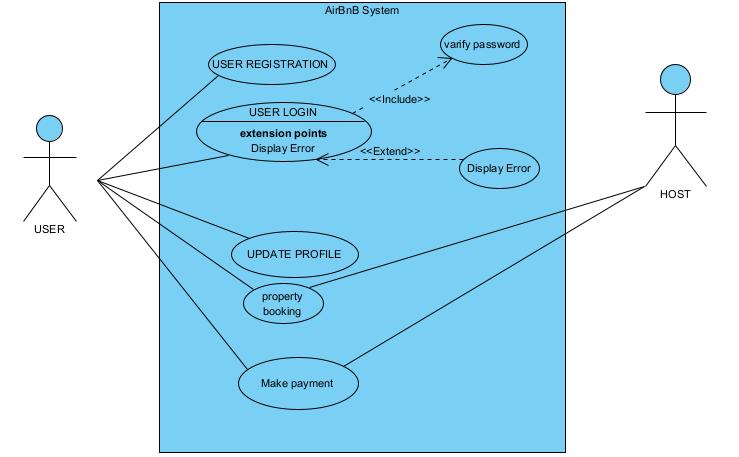 AirBnB System
varify password
USER REGISTRATION
<<Include>>
USER LOGIN
extension points
Display Error
<<Extend>>
Display Error
USER
HOST
UPDATE PROFILE
property
booking
Make payment